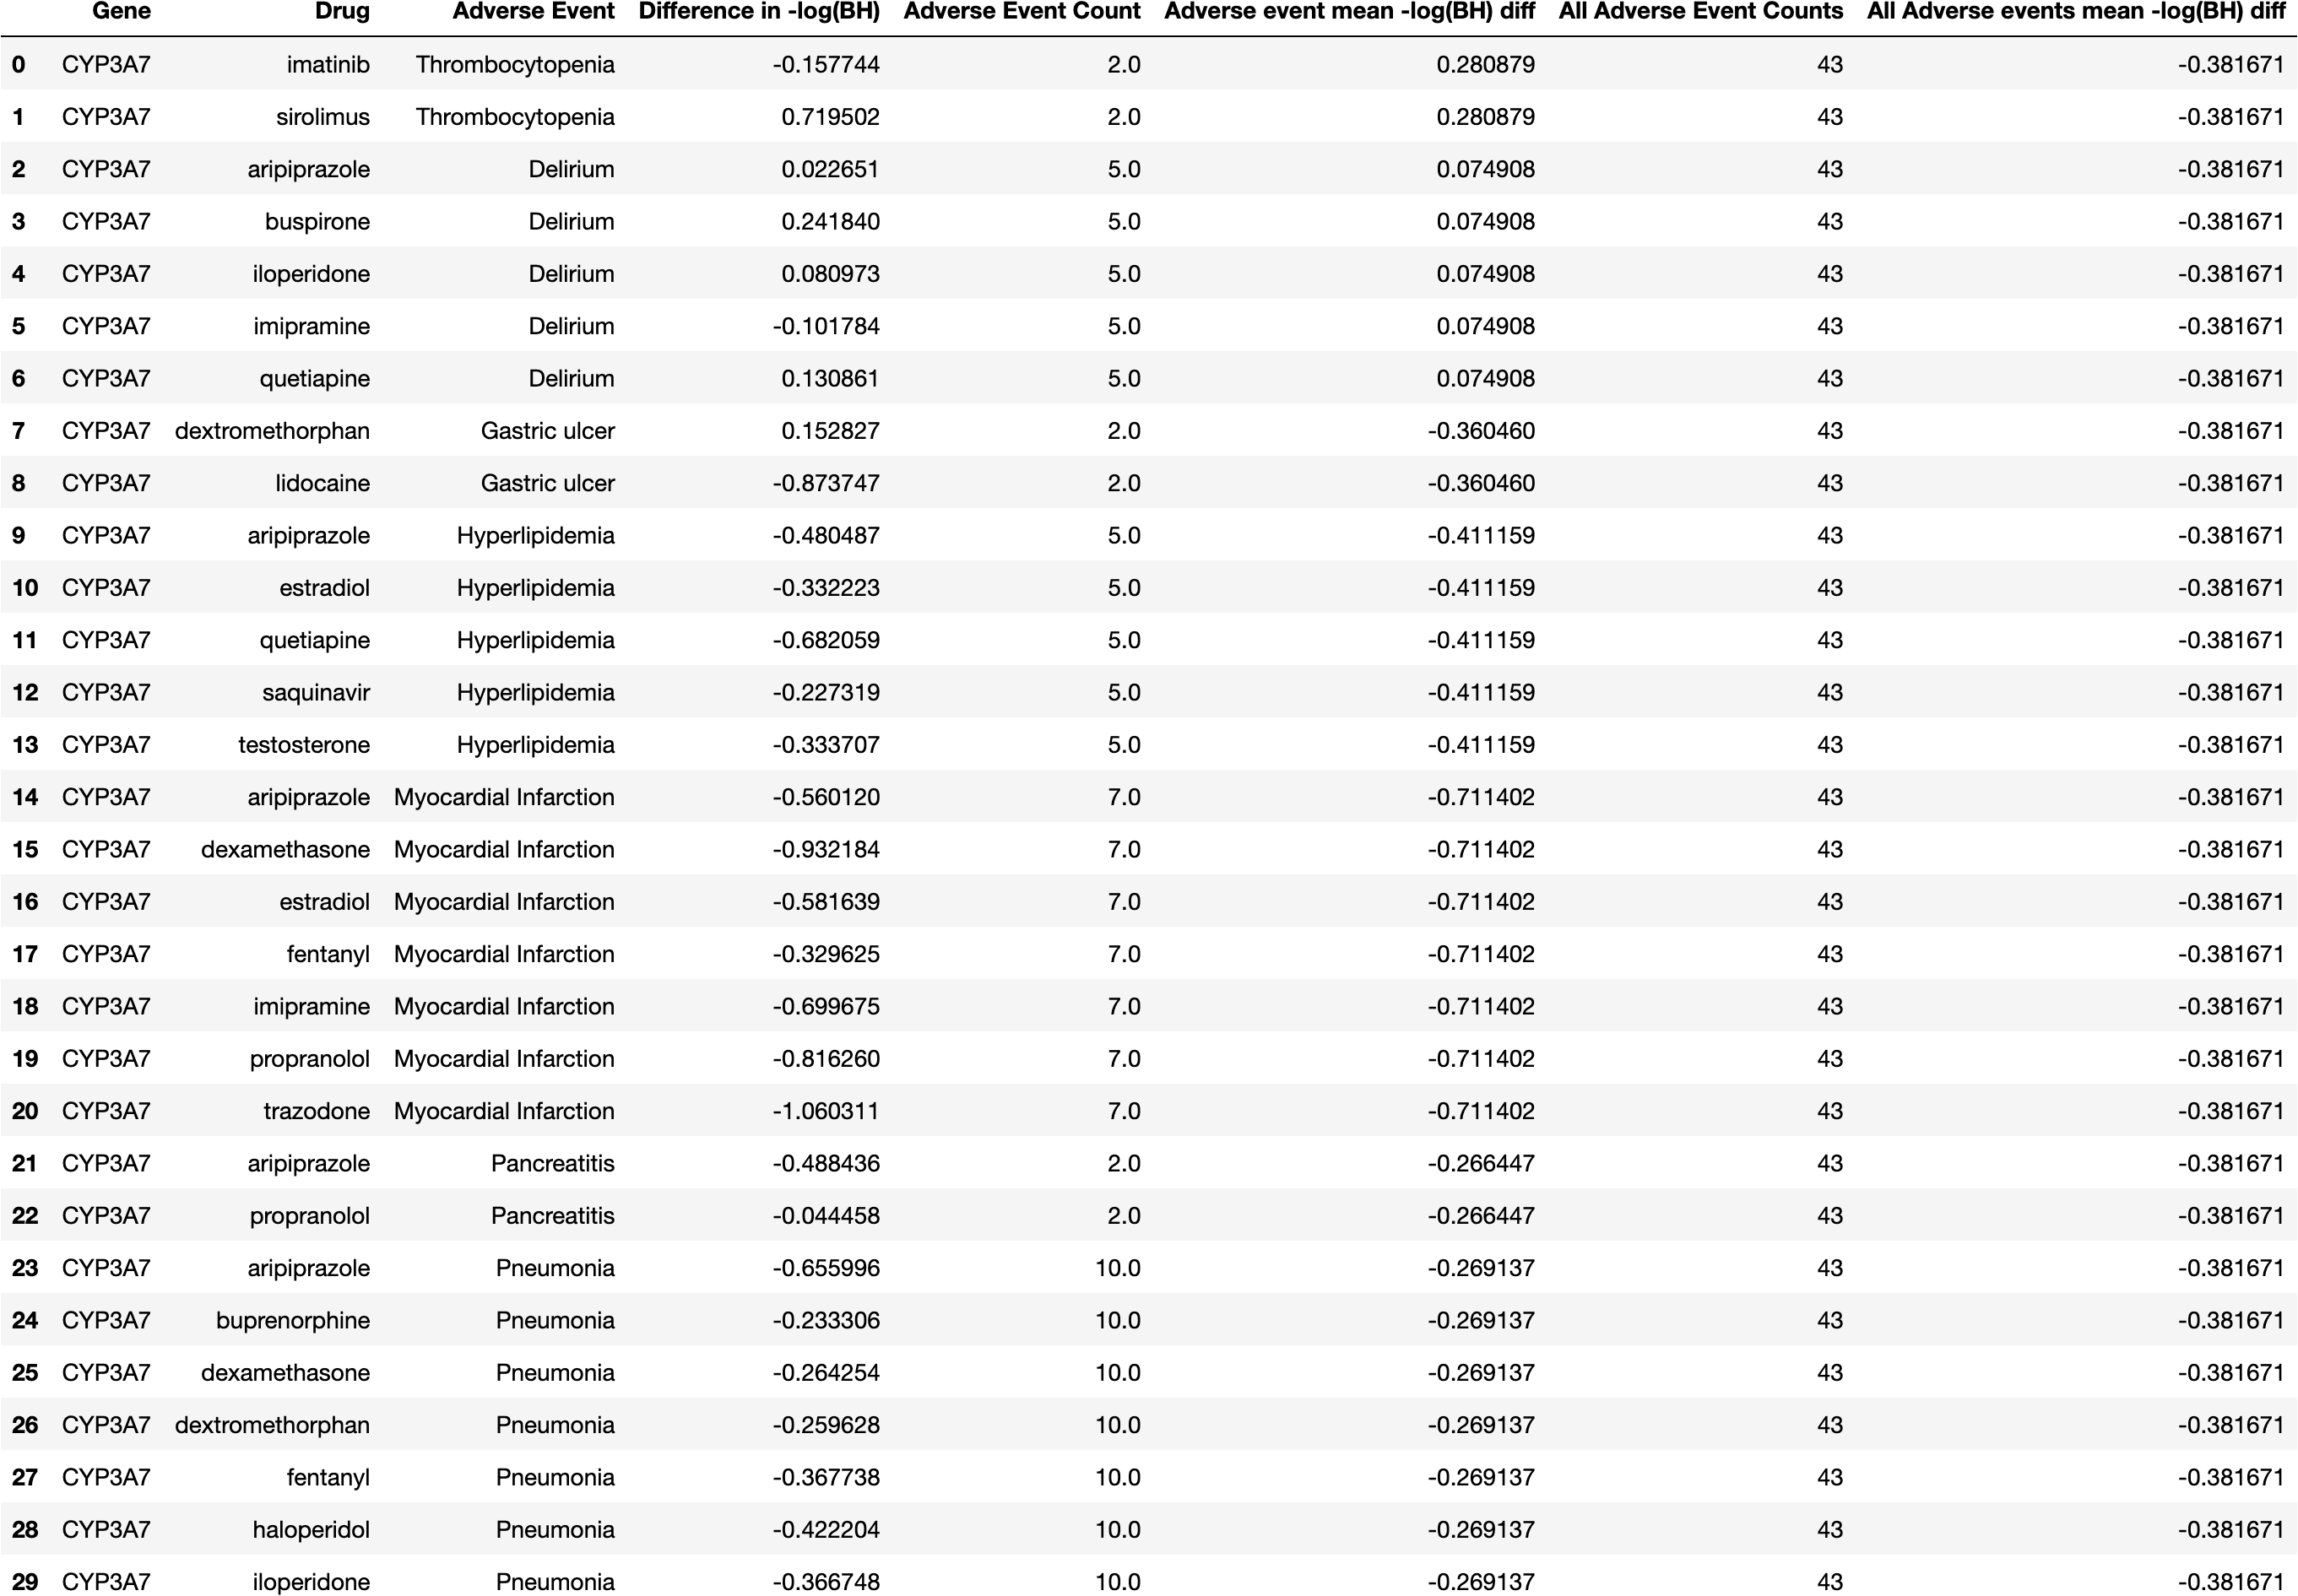 Gene Drug Adverse Event Difference in -log(BH) Adverse Event Count Adverse event mean -log(BH) diff All Adverse Event Counts All Adverse events mean -log(BH) diff
0 CYP3A7 imatinib Thrombocytopenia -0.157744 2.0 0.280879 43 -0.381671
1 CYP3A7 sirolimus Thrombocytopenia 0.719502 2.0 0.280879 43 -0.381671
2 CYP3A7 aripiprazole Delirium 0.022651 5.0 0.074908 43 -0.381671
3 CYP3A7 buspirone Delirium 0.241840 5.0 0.074908 43 -0.381671
4 CYP3A7 iloperidone Delirium 0.080973 5.0 0.074908 43 -0.381671
5 CYP3A7 imipramine Delirium -0.101784 5.0 0.074908 43 -0.381671
6 CYP3A7 quetiapine Delirium 0.130861 5.0 0.074908 43 -0.381671
7 CYP3A7 dextromethorphan Gastric ulcer 0.152827 2.0 -0.360460 43 -0.381671
8 CYP3A7 lidocaine Gastric ulcer -0.873747 2.0 -0.360460 43 -0.381671
9 CYP3A7 aripiprazole Hyperlipidemia -0.480487 5.0 -0.411159 43 -0.381671
10 CYP3A7 estradiol Hyperlipidemia -0.332223 5.0 -0.411159 43 -0.381671
11 CYP3A7 quetiapine Hyperlipidemia -0.682059 5.0 -0.411159 43 -0.381671
12 CYP3A7 saquinavir Hyperlipidemia -0.227319 5.0 -0.411159 43 -0.381671
13 CYP3A7 testosterone Hyperlipidemia -0.333707 5.0 -0.411159 43 -0.381671
14 CYP3A7 aripiprazole Myocardial Infarction -0.560120 7.0 -0.711402 43 -0.381671
15 CYP3A7 dexamethasone Myocardial Infarction -0.932184 7.0 -0.711402 43 -0.381671
16 CYP3A7 estradiol Myocardial Infarction -0.581639 7.0 -0.711402 43 -0.381671
17 CYP3A7 fentanyl Myocardial Infarction -0.329625 7.0 -0.711402 43 -0.381671
18 CYP3A7 imipramine Myocardial Infarction -0.699675 7.0 -0.711402 43 -0.381671
19 CYP3A7 propranolol Myocardial Infarction -0.816260 7.0 -0.711402 43 -0.381671
20 CYP3A7 trazodone Myocardial Infarction -1.060311 7.0 -0.711402 43 -0.381671
21 CYP3A7 aripiprazole Pancreatitis -0.488436 2.0 -0.266447 43 -0.381671
22 CYP3A7 propranolol Pancreatitis -0.044458 2.0 -0.266447 43 -0.381671
23 CYP3A7 aripiprazole Pneumonia -0.655996 10.0 -0.269137 43 -0.381671
24 CYP3A7 buprenorphine Pneumonia -0.233306 10.0 -0.269137 43 -0.381671
25 CYP3A7 dexamethasone Pneumonia -0.264254 10.0 -0.269137 43 -0.381671
26 CYP3A7 dextromethorphan Pneumonia -0.259628 10.0 -0.269137 43 -0.381671
27 CYP3A7 fentanyl Pneumonia -0.367738 10.0 -0.269137 43 -0.381671
28 CYP3A7 haloperidol Pneumonia -0.422204 10.0 -0.269137 43 -0.381671
29 CYP3A7 iloperidone Pneumonia -0.366748 10.0 -0.269137 43 -0.381671